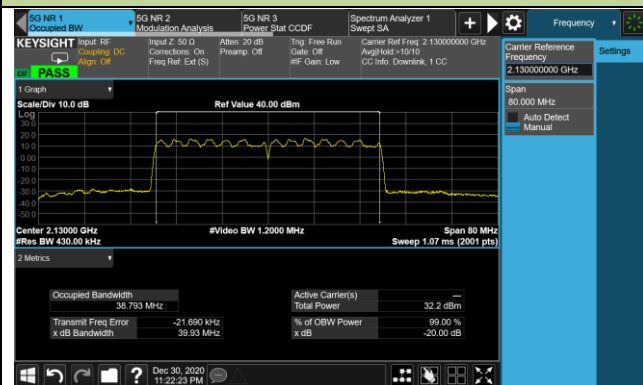 5G NR 1
Occupied BW
5G NR 2
Modulation Analysis
5G NR 3
Power Stat CCDF
Spectrum Analyzer 1
Swept SA
Frequency
KEYSIGHT
Input: RF
Coupling: DC
Align: Off
Input Z: 50 Ω
Corrections: On
Freq Ref: Ext (S)
Atten: 20 dB
Preamp: Off
Trig: Free Run
Gate: Off
#IF Gain: Low
Carrier Ref Freq: 2.130000000 GHz
Avg|Hold:>10/10
CC Info: Downlink, 1 CC
PASS
Carrier Reference
Frequency
2.130000000 GHz
Settings
Span
80.000 MHz
Auto Detect
Manual
1 Graph
Scale/Div 10.0 dB
Ref Value 40.00 dBm
Log
30.0
20.0
10.0
0.00
-10.0
-20.0
-30.0
-40.0
-50.0
Center 2.13000 GHz
#Video BW 1.2000 MHz
Span 80 MHz
#Res BW 430.00 kHz
Sweep 1.07 ms (2001 pts)
2 Metrics
Occupied Bandwidth
38.793 MHz
Active Carrier(s)
---
Total Power
32.2 dBm
Transmit Freq Error
-21.690 kHz
% of OBW Power
99.00 %
x dB Bandwidth
39.93 MHz
x dB
-20.00 dB
?
Dec 30, 2020
11:22:23 PM